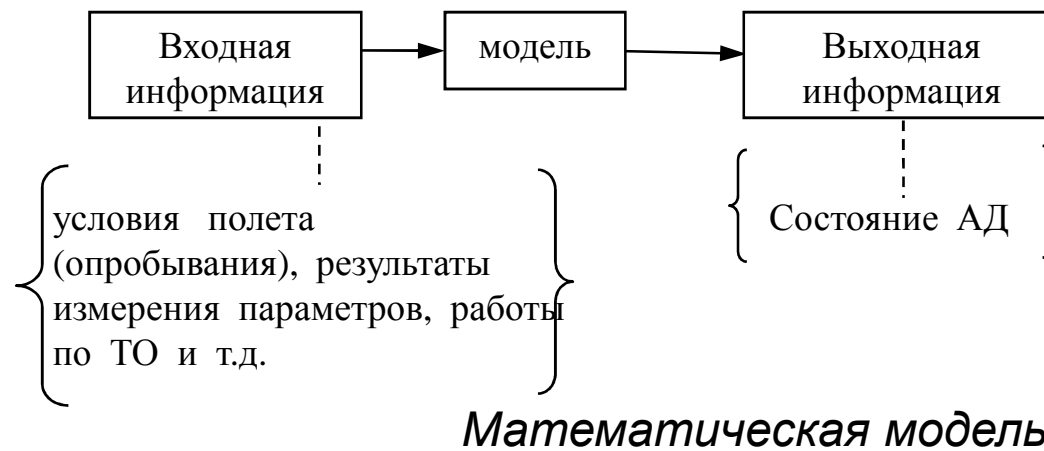 Входная
информация
модель
Выходная
информация
условия полета
(опробывания), результаты
измерения параметров, работы
по ТО и т.д.
Состояние АД
Математическая модель